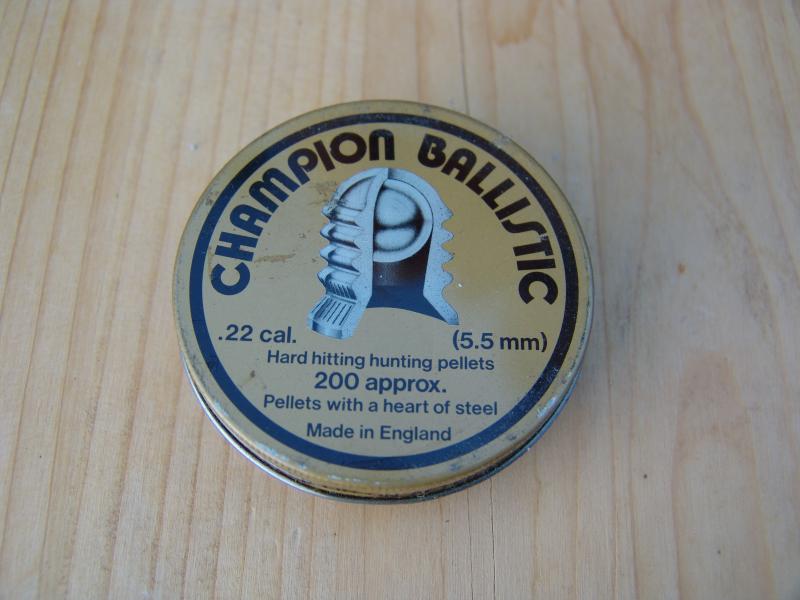 CHAMPION BALLISTIC
.22 cal. (5.5 mm)
Hard hitting hunting pellets
200 approx.
Pellets with a heart of steel
Made in England